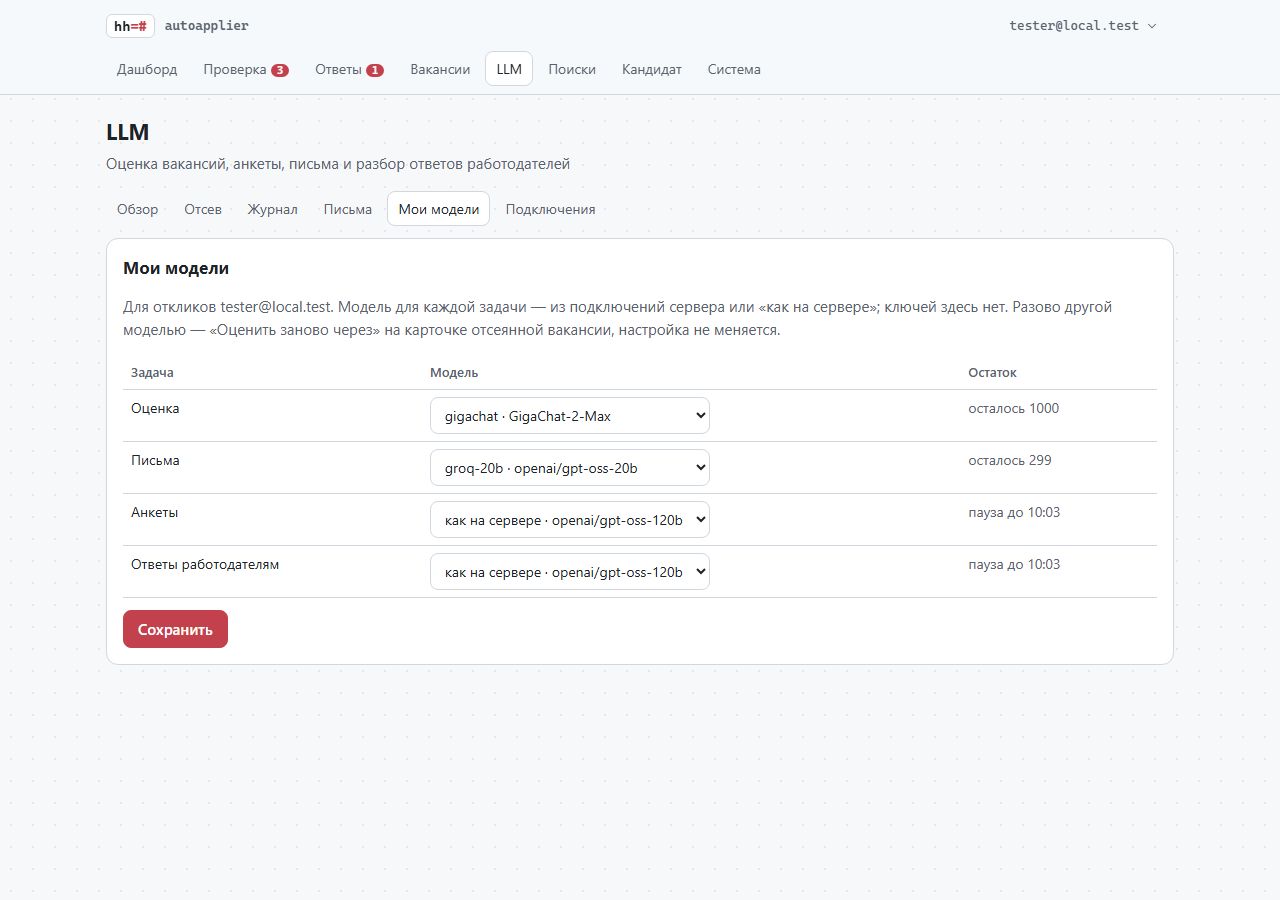 hh=# autoapplier tester@local.test
Дашборд Проверка 3 Ответы 1 Вакансии LLM Поиски Кандидат Система
LLM
Оценка вакансий, анкеты, письма и разбор ответов работодателей
Обзор Отсев Журнал Письма Мои модели Подключения
Мои модели
Для откликов tester@local.test. Модель для каждой задачи — из подключений сервера или «как на сервере»; ключей здесь нет. Разово другой
моделью — «Оценить заново через» на карточке отсеянной вакансии, настройка не меняется.
Задача Модель Остаток
Оценка gigachat · GigaChat-2-Max осталось 1000
Письма groq-20b · openai/gpt-oss-20b осталось 299
Анкеты как на сервере · openai/gpt-oss-120b пауза до 10:03
Ответы работодателям как на сервере · openai/gpt-oss-120b пауза до 10:03
Сохранить